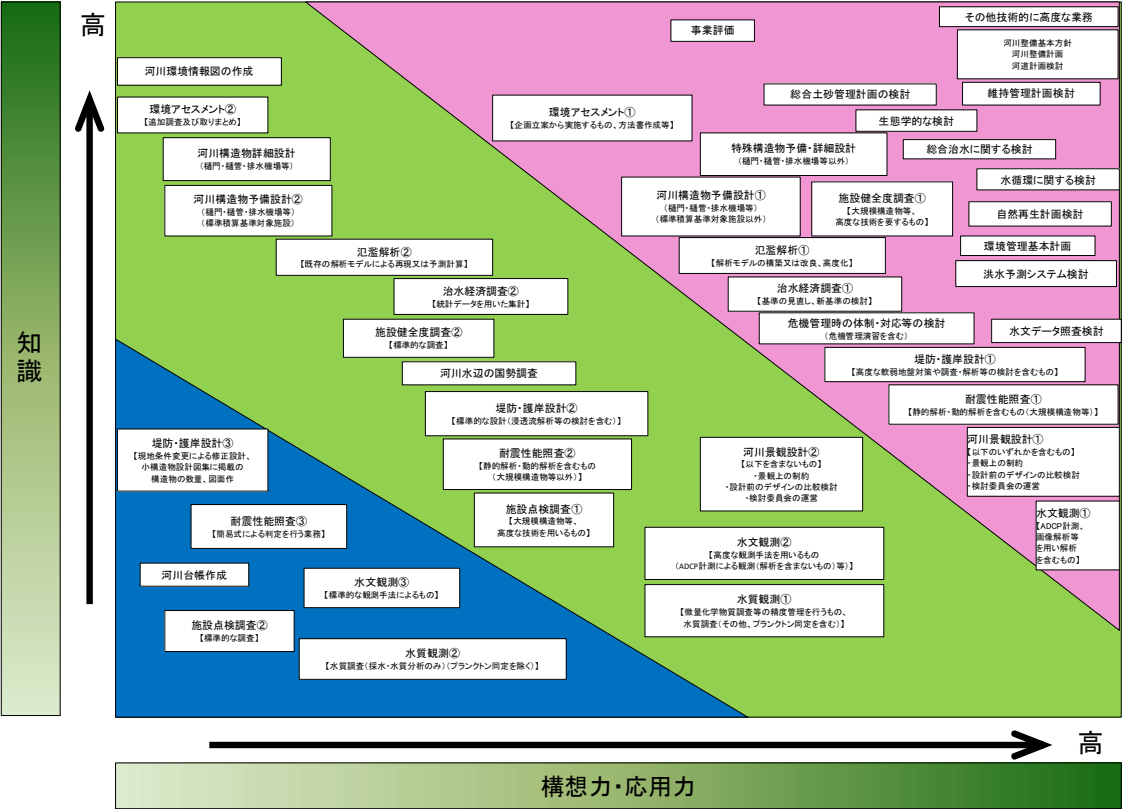 高
知
識
河川環境情報図の作成
環境アセスメント②
【追加調査及び取りまとめ】
河川構造物詳細設計
（樋門・樋管・排水機場等）
河川構造物予備設計②
（樋門・樋管・排水機場等）
（標準積算基準対象施設）
氾濫解析②
【既存の解析モデルによる再現又は予測計算】
治水経済調査②
【統計データを用いた集計】
施設健全度調査②
【標準的な調査】
河川水辺の国勢調査
堤防・護岸設計②
【標準的な設計（浸透流解析等の検討を含む）】
耐震性能照査②
【静的解析・動的解析を含むもの
（大規模構造物等以外）】
施設点検調査①
【大規模構造物等、
高度な技術を用いるもの】
河川景観設計②
【以下を含まないもの】
・景観上の制約
・設計前のデザインの比較検討
・検討委員会の運営
水文観測②
【高度な観測手法を用いるもの
（ADCP計測による観測（解析を含まないもの）等）】
水質観測①
【微量化学物質調査等の精度管理を行うもの、
水質調査（その他、プランクトン同定を含む）】
事業評価
その他技術的に高度な業務
河川整備基本方針
河川整備計画
河道計画検討
総合土砂管理計画の検討
維持管理計画検討
環境アセスメント①
【企画立案から実施するもの、方法書作成等】
生態学的な検討
特殊構造物予備・詳細設計
（樋門・樋管・排水機場等以外）
総合治水に関する検討
水循環に関する検討
河川構造物予備設計①
（樋門・樋管・排水機場等）
（標準積算基準対象施設以外）
施設健全度調査①
【大規模構造物等、
高度な技術を要するもの】
自然再生計画検討
氾濫解析①
【解析モデルの構築又は改良、高度化】
環境管理基本計画
洪水予測システム検討
治水経済調査①
【基準の見直し、新基準の検討】
危機管理時の体制・対応等の検討
（危機管理演習を含む）
水文データ照査検討
堤防・護岸設計①
【高度な軟弱地盤対策や調査・解析等の検討を含むもの】
耐震性能照査①
【静的解析・動的解析を含むもの（大規模構造物等）】
河川景観設計①
【以下のいずれかを含むもの】
・景観上の制約
・設計前のデザインの比較検討
・検討委員会の運営
水文観測①
【ADCP計測、
画像解析等
を用い解析
を含むもの】
堤防・護岸設計③
【現地条件変更による修正設計、
小構造物設計図集に掲載の
構造物の数量、図面作
耐震性能照査③
【簡易式による判定を行う業務】
河川台帳作成
水文観測③
【標準的な観測手法によるもの】
施設点検調査②
【標準的な調査】
水質観測②
【水質調査（採水・水質分析のみ）（プランクトン同定を除く）】
高
構想力・応用力